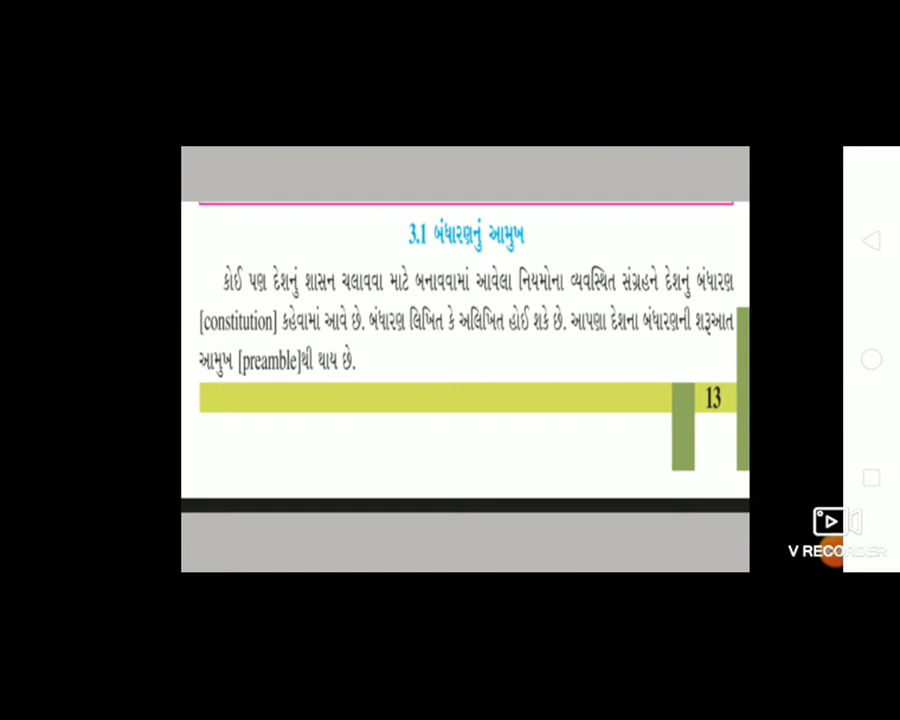 3.1 બંધારણનું આમુખ
કોઈ પણ દેશનું શાસન ચલાવવા માટે બનાવવામાં આવેલા નિયમોના વ્યવસ્થિત સંગ્રહને દેશનું બંધારણ
[constitution] કહેવામાં આવે છે. બંધારણ લિખિત કે અલિખિત હોઈ શકે છે. આપણા દેશના બંધારણની શરૂઆત
આમુખ [preamble]થી થાય છે.
13
V RECORDER